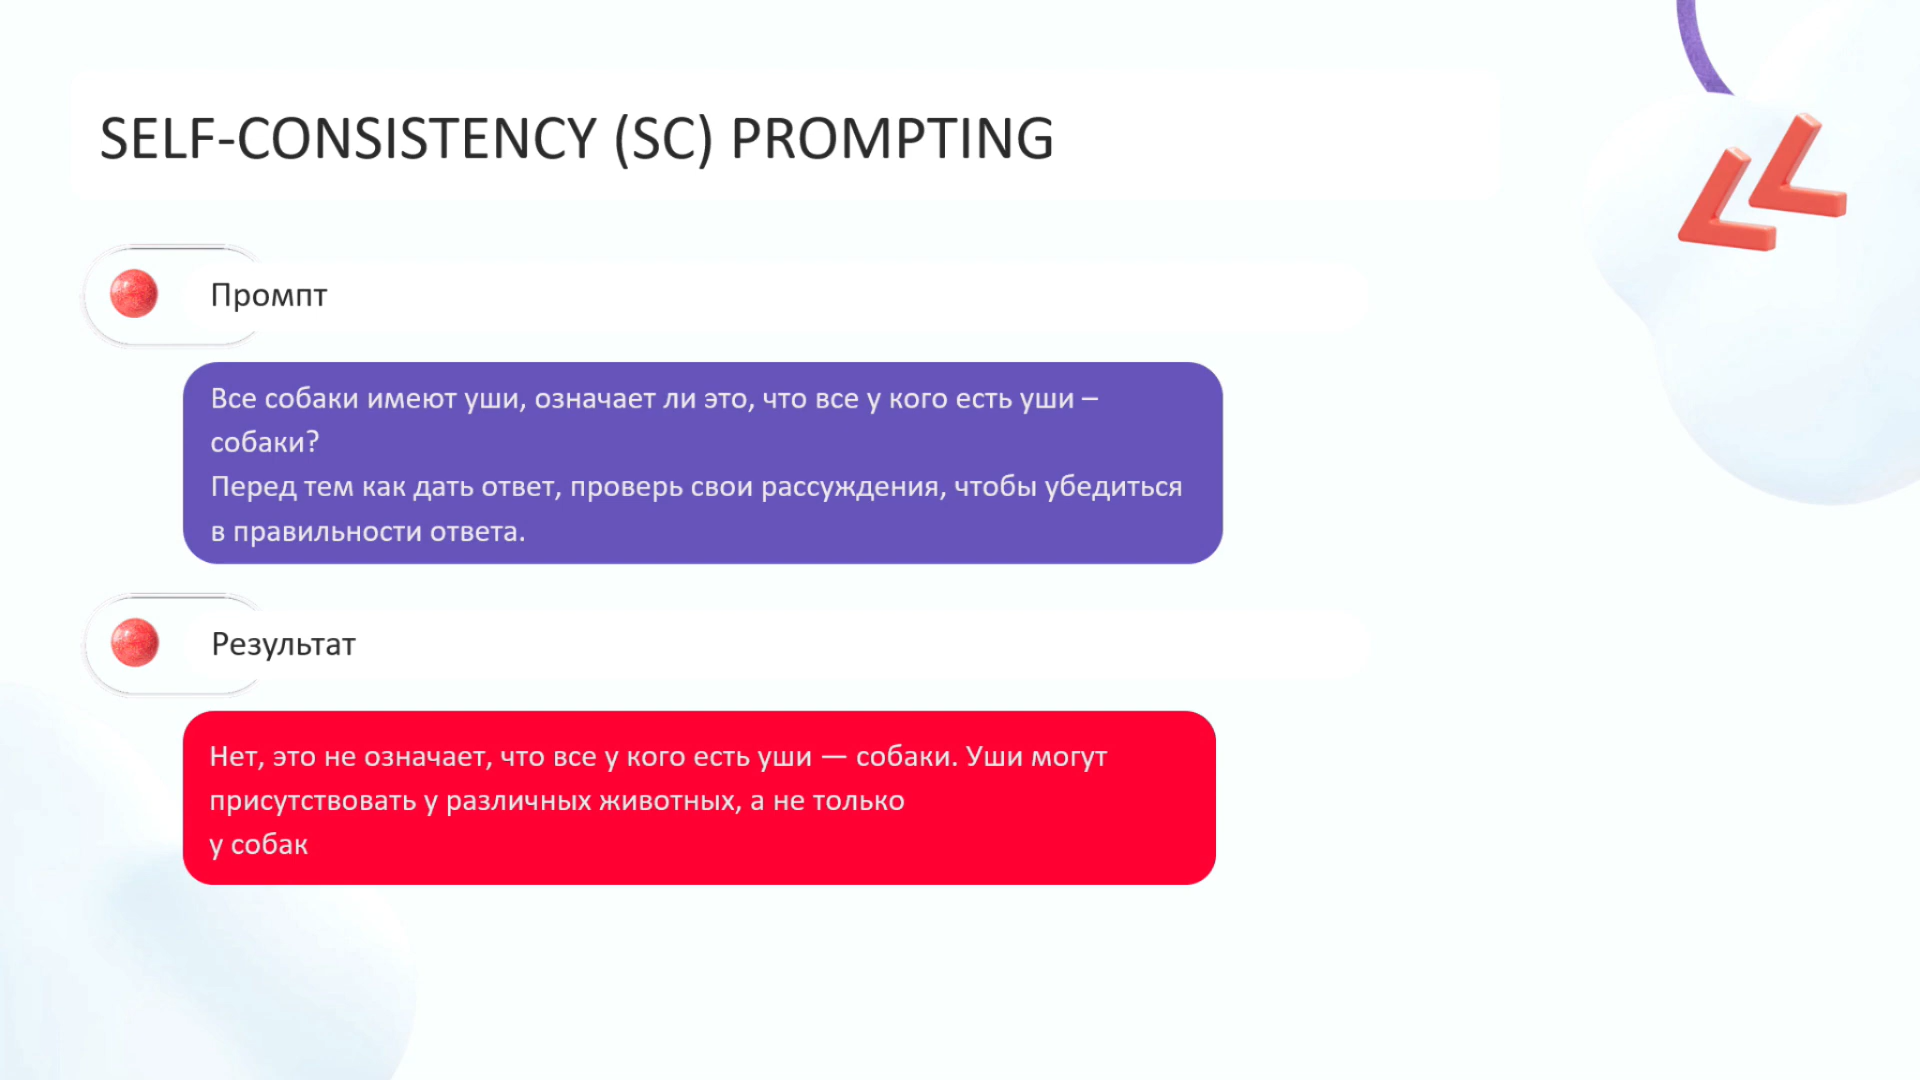 SELF-CONSISTENCY (SC) PROMPTING
Промпт
Все собаки имеют уши, означает ли это, что все у кого есть уши –
собаки?
Перед тем как дать ответ, проверь свои рассуждения, чтобы убедиться
в правильности ответа.
Результат
Нет, это не означает, что все у кого есть уши — собаки. Уши могут
присутствовать у различных животных, а не только
у собак